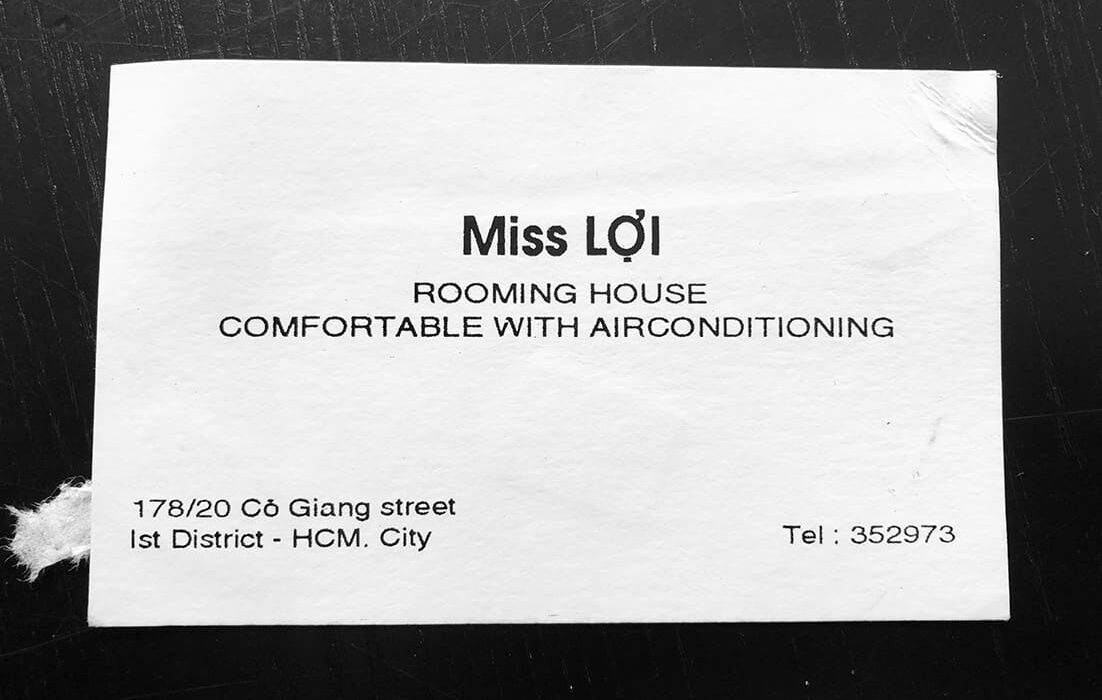 Miss LỢI
ROOMING HOUSE
COMFORTABLE WITH AIRCONDITIONING
178/20 Cô Giang street
Ist District - HCM. City
Tel : 352973